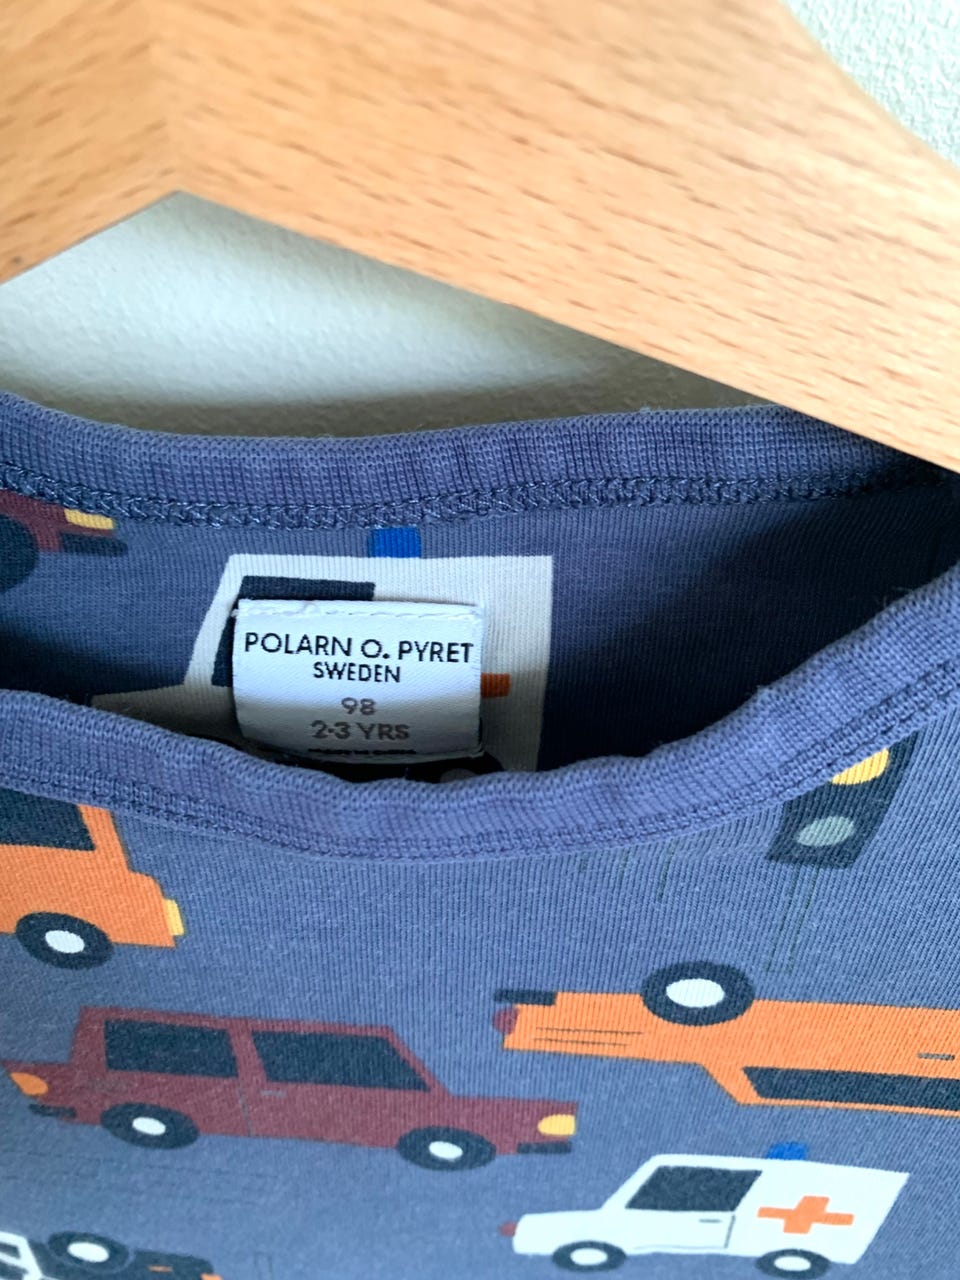 POLARN O. PYRET
SWEDEN
98
2-3 YRS